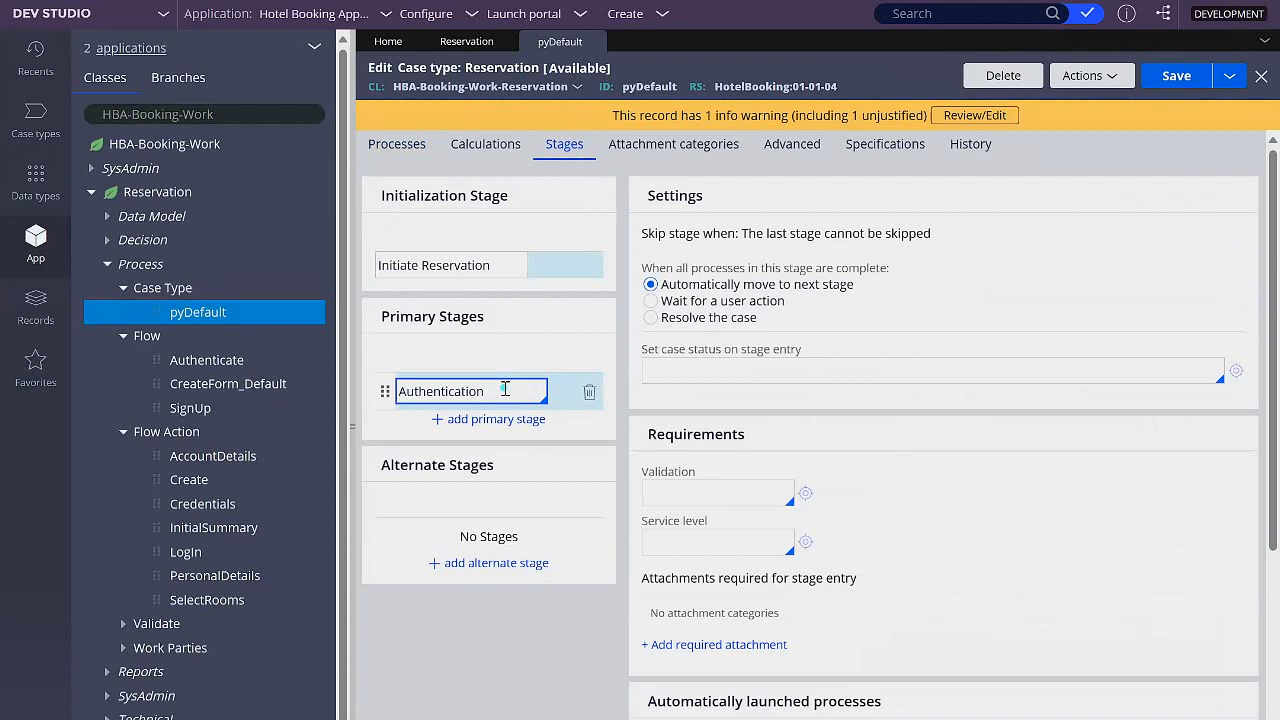 DEV STUDIO
Application: Hotel Booking App...
Configure
Launch portal
Create
Search
DEVELOPMENT
Recents
Case types
Data types
App
Records
Favorites
2 applications
Classes
Branches
HBA-Booking-Work
HBA-Booking-Work
SysAdmin
Reservation
Data Model
Decision
Process
Case Type
pyDefault
Flow
Authenticate
CreateForm_Default
SignUp
Flow Action
AccountDetails
Create
Credentials
InitialSummary
LogIn
PersonalDetails
SelectRooms
Validate
Work Parties
Reports
SysAdmin
Technical
Home
Reservation
pyDefault
Edit Case type: Reservation [Available]
CL: HBA-Booking-Work-Reservation
ID: pyDefault
RS: HotelBooking:01-01-04
Delete
Actions
Save
This record has 1 info warning (including 1 unjustified)
Review/Edit
Processes
Calculations
Stages
Attachment categories
Advanced
Specifications
History
Initialization Stage
Initiate Reservation
Primary Stages
Authentication
+ add primary stage
Alternate Stages
No Stages
+ add alternate stage
Settings
Skip stage when: The last stage cannot be skipped
When all processes in this stage are complete:
Automatically move to next stage
Wait for a user action
Resolve the case
Set case status on stage entry
Requirements
Validation
Service level
Attachments required for stage entry
No attachment categories
+ Add required attachment
Automatically launched processes